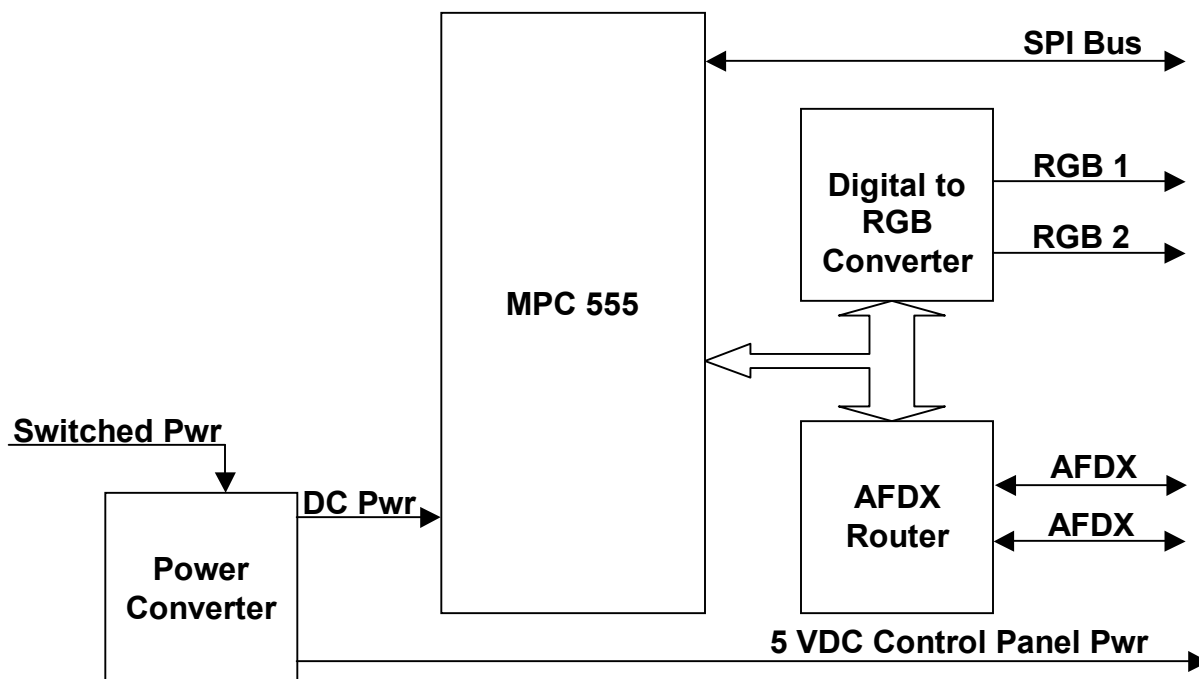 SPI Bus
RGB 1
Digital to
RGB
Converter
RGB 2
MPC 555
Switched Pwr
AFDX
DC Pwr
AFDX
Router
AFDX
Power
Converter
5 VDC Control Panel Pwr